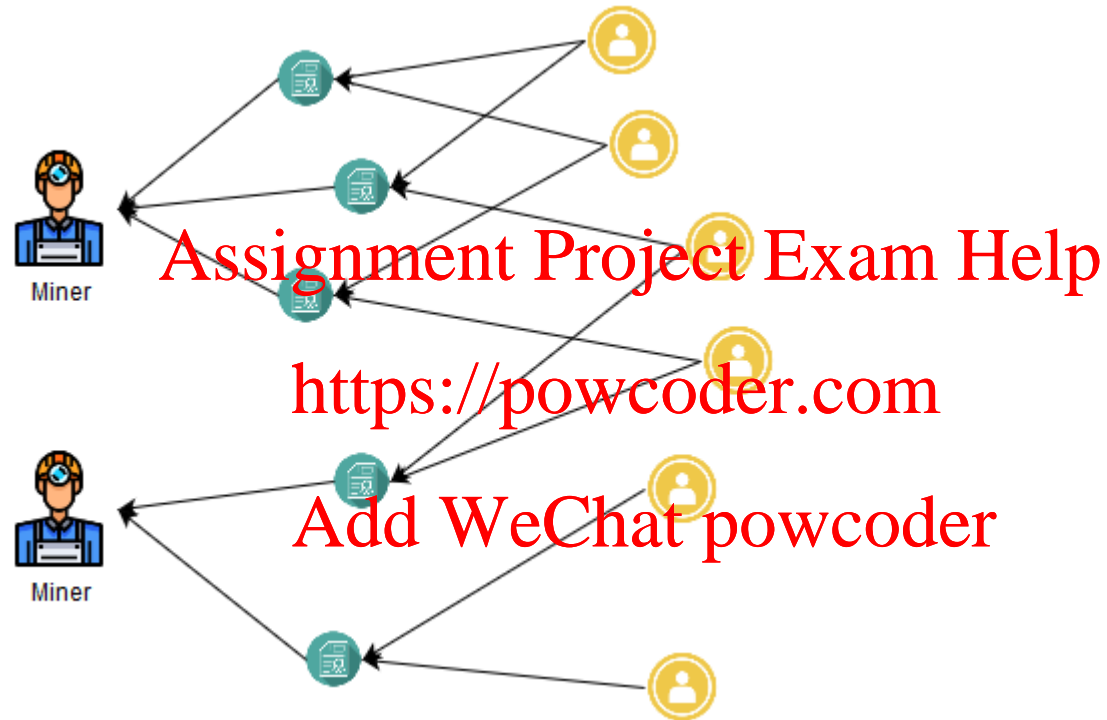 Assignment Project Exam Help
Miner
https://powcoder.com
Add WeChat powcoder
Miner